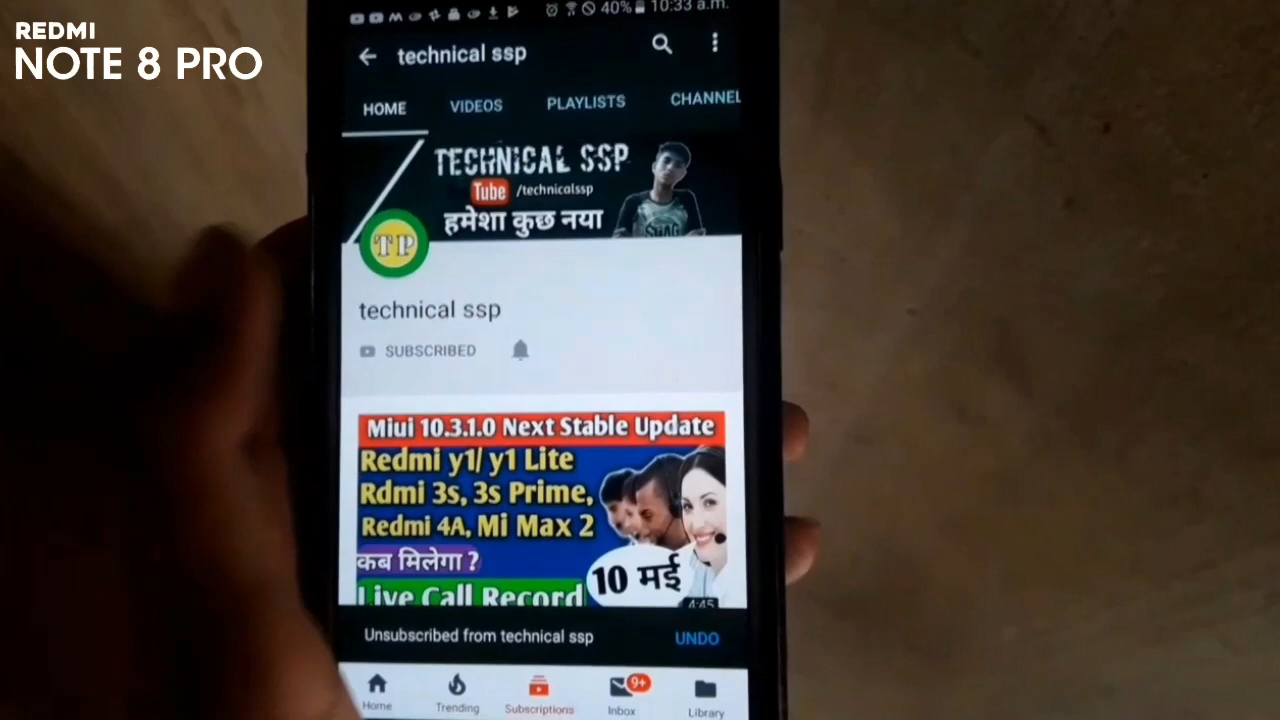 REDMI
NOTE 8 PRO
40% 10:33 a.m.
technical ssp
HOME VIDEOS PLAYLISTS CHANNEL
TECHNICAL SSP
Tube /technicalssp
हमेशा कुछ नया
SWAG
TP
technical ssp
SUBSCRIBED
Miui 10.3.1.0 Next Stable Update
Redmi y1/ y1 Lite
Rdmi 3s, 3s Prime,
Redmi 4A, Mi Max 2
कब मिलेगा ?
10 मई
Live Call Record
4:45
Unsubscribed from technical ssp UNDO
9+
Home Trending Subscriptions Inbox Library